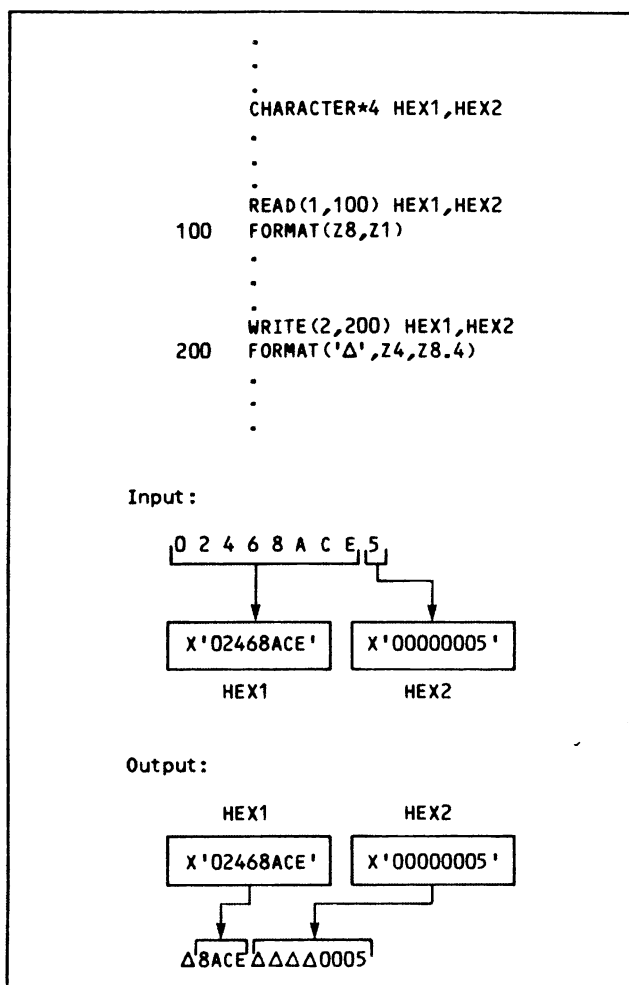 .
.
.
CHARACTER*4 HEX1,HEX2
.
.
.
READ(1,100) HEX1,HEX2
100 FORMAT(Z8,Z1)
.
.
.
WRITE(2,200) HEX1,HEX2
200 FORMAT('Δ',Z4,Z8.4)
.
.
.
Input:
0 2 4 6 8 A C E 5
X'02468ACE' X'00000005'
HEX1 HEX2
Output:
HEX1 HEX2
X'02468ACE' X'00000005'
Δ8ACEΔΔΔΔ0005